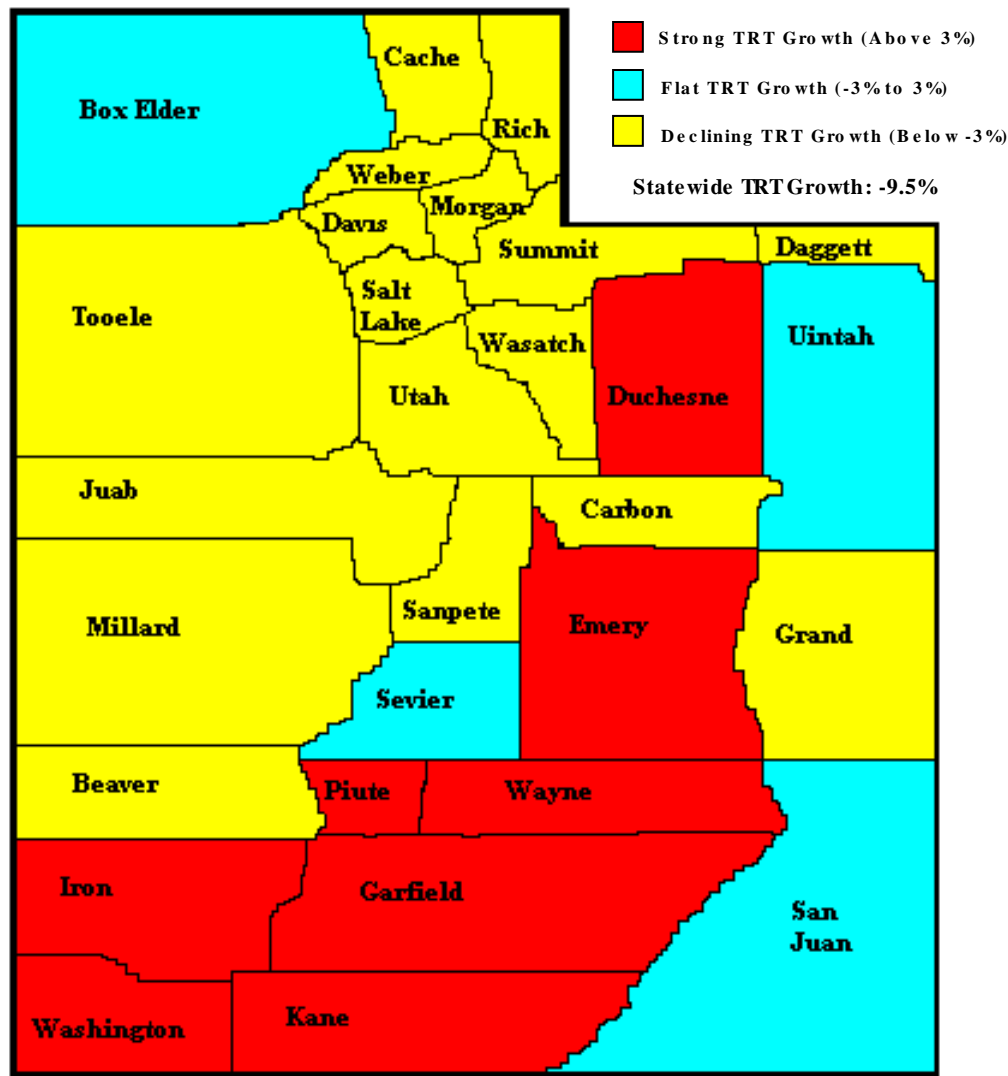 Strong TRT Growth (Above 3%)
Flat TRT Growth (-3% to 3%)
Declining TRT Growth (Below -3%)
Statewide TRT Growth: -9.5%
Cache
Box Elder
Rich
Weber
Morgan
Davis
Summit
Daggett
Salt
Lake
Tooele
Wasatch
Uintah
Utah
Duchesne
Juab
Carbon
Sanpete
Millard
Emery
Grand
Sevier
Beaver
Piute
Wayne
Iron
Garfield
San
Juan
Washington
Kane